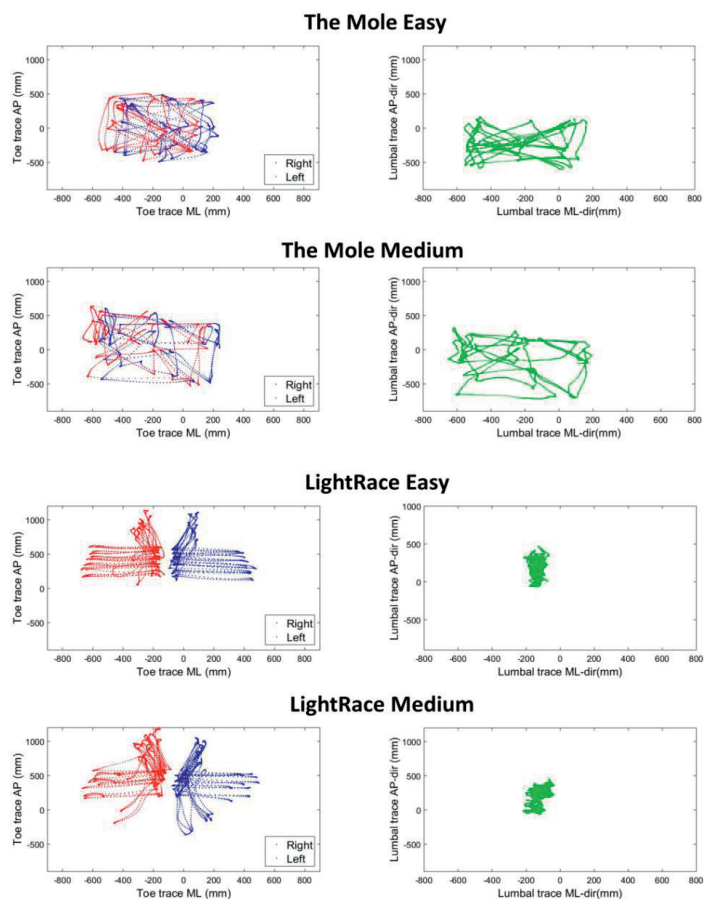 The Mole Easy
Toe trace AP (mm)
1000
500
0
-500
-800 -600 -400 -200 0 200 400 600 800
Toe trace ML (mm)
Right
Left
Lumbal trace AP-dir (mm)
1000
500
0
-500
-800 -600 -400 -200 0 200 400 600 800
Lumbal trace ML-dir(mm)
The Mole Medium
Toe trace AP (mm)
1000
500
0
-500
-800 -600 -400 -200 0 200 400 600 800
Toe trace ML (mm)
Right
Left
Lumbal trace AP-dir (mm)
1000
500
0
-500
-800 -600 -400 -200 0 200 400 600 800
Lumbal trace ML-dir(mm)
LightRace Easy
Toe trace AP (mm)
1000
500
0
-500
-800 -600 -400 -200 0 200 400 600 800
Toe trace ML (mm)
Right
Left
Lumbal trace AP-dir (mm)
1000
500
0
-500
-800 -600 -400 -200 0 200 400 600 800
Lumbal trace ML-dir(mm)
LightRace Medium
Toe trace AP (mm)
1000
500
0
-500
-800 -600 -400 -200 0 200 400 600 800
Toe trace ML (mm)
Right
Left
Lumbal trace AP-dir (mm)
1000
500
0
-500
-800 -600 -400 -200 0 200 400 600 800
Lumbal trace ML-dir(mm)